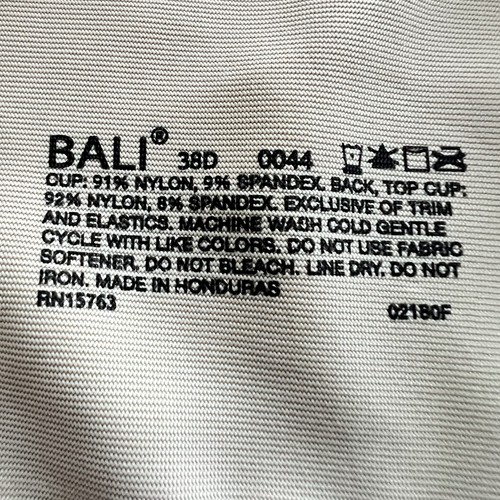 BALI® 38D 0044
CUP: 91% NYLON, 9% SPANDEX. BACK, TOP CUP:
92% NYLON, 8% SPANDEX. EXCLUSIVE OF TRIM
AND ELASTICS. MACHINE WASH COLD GENTLE
CYCLE WITH LIKE COLORS. DO NOT USE FABRIC
SOFTENER. DO NOT BLEACH. LINE DRY. DO NOT
IRON. MADE IN HONDURAS
RN15763 02180F